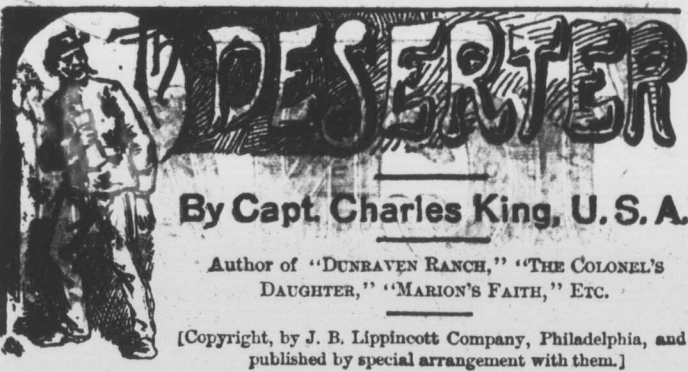 Th DESERTER
By Capt. Charles King, U. S. A.
Author of "DUNRAVEN RANCH," "THE COLONEL'S
DAUGHTER," "MARION'S FAITH," ETC.
[Copyright, by J. B. Lippincott Company, Philadelphia, and
published by special arrangement with them.]